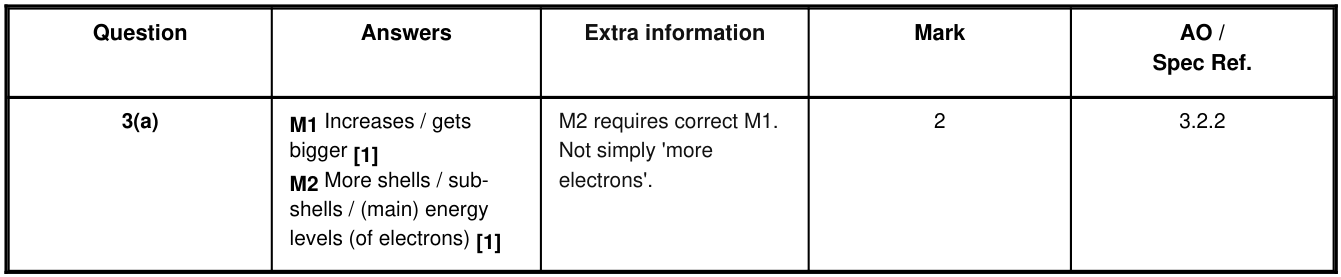 Question Answers Extra information Mark AO /
Spec Ref.
3(a) M1 Increases / gets M2 requires correct M1. 2 3.2.2
bigger [1] Not simply 'more
M2 More shells / sub- electrons'.
shells / (main) energy
levels (of electrons) [1]